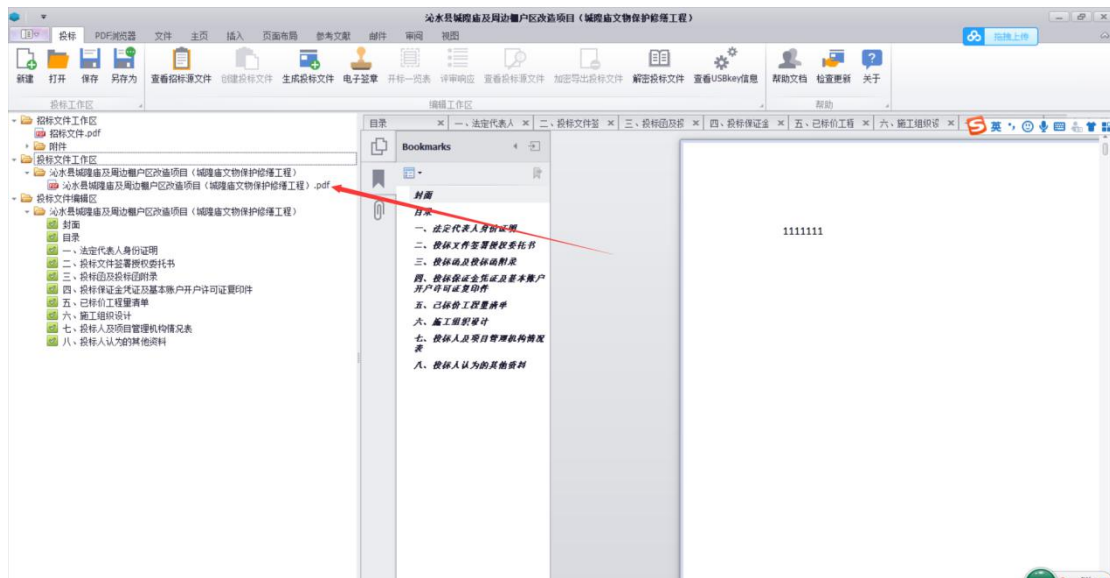 沁水县城隍庙及周边棚户区改造项目（城隍庙文物保护修缮工程）
投标 PDF浏览器 文件 主页 插入 页面布局 参考文献 邮件 审阅 视图 拖拽上传
新建 打开 保存 另存为 查看招标源文件 创建投标文件 生成投标文件 电子签章 开标一览表 评审响应 查看投标源文件 加密导出投标文件 解密投标文件 查看USBkey信息 帮助文档 检查更新 关于
投标工作区 编辑工作区 帮助
招标文件工作区
招标文件.pdf
附件
投标文件工作区
沁水县城隍庙及周边棚户区改造项目（城隍庙文物保护修缮工程）
沁水县城隍庙及周边棚户区改造项目（城隍庙文物保护修缮工程）.pdf
投标文件编辑区
沁水县城隍庙及周边棚户区改造项目（城隍庙文物保护修缮工程）
封面
目录
一、法定代表人身份证明
二、投标文件签署授权委托书
三、投标函及投标函附录
四、投标保证金凭证及基本账户开户许可证复印件
五、已标价工程量清单
六、施工组织设计
七、投标人及项目管理机构情况表
八、投标人认为的其他资料
目录 一、法定代表人 二、投标文件签 三、投标函及投 四、投标保证金 五、已标价工程 六、施工组织设
英
Bookmarks
封面
目录
一、法定代表人身份证明
二、投标文件签署授权委托书
三、投标函及投标函附录
四、投标保证金凭证及基本账户
开户许可证复印件
五、已标价工程量清单
六、施工组织设计
七、投标人及项目管理机构情况
表
八、投标人认为的其他资料
1111111